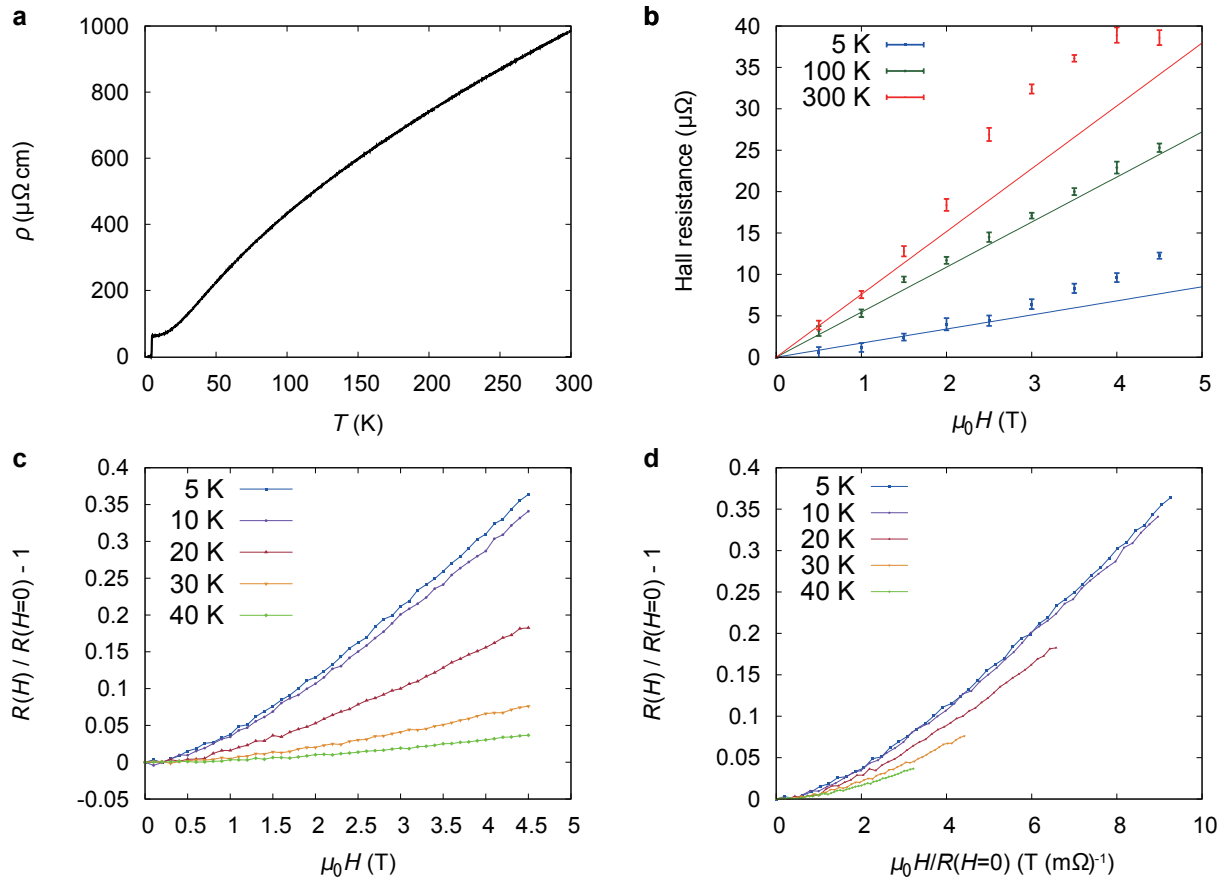 a
1000
800
600
400
200
0
ρ (μΩ cm)
0 50 100 150 200 250 300
T (K)
b
40
35
30
25
20
15
10
5
0
Hall resistance (μΩ)
5 K
100 K
300 K
0 1 2 3 4 5
μ₀H (T)
c
0.4
0.35
0.3
0.25
0.2
0.15
0.1
0.05
0
-0.05
R(H) / R(H=0) - 1
5 K
10 K
20 K
30 K
40 K
0 0.5 1 1.5 2 2.5 3 3.5 4 4.5 5
μ₀H (T)
d
0.4
0.35
0.3
0.25
0.2
0.15
0.1
0.05
0
R(H) / R(H=0) - 1
5 K
10 K
20 K
30 K
40 K
0 2 4 6 8 10
μ₀H/R(H=0) (T (mΩ)⁻¹)